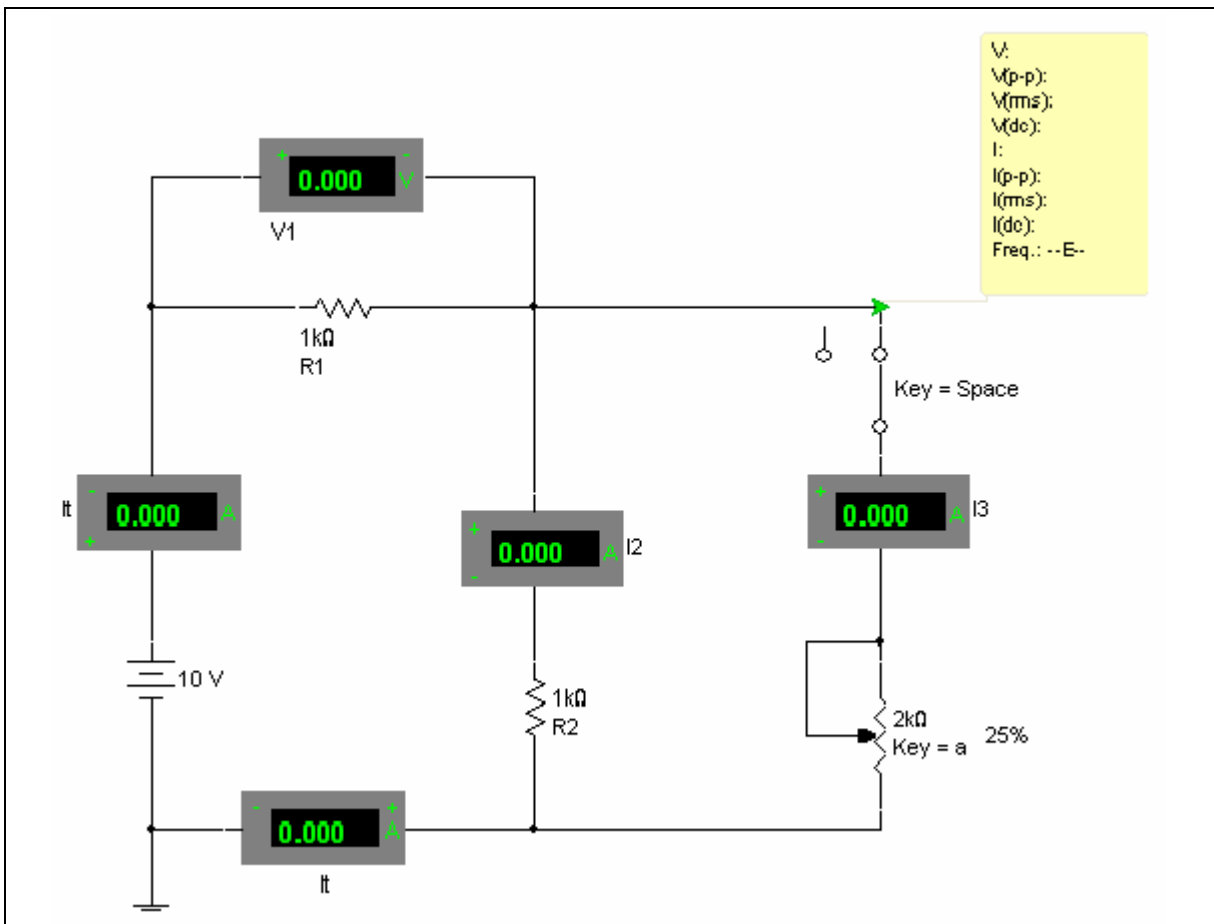 V:
V(p-p):
V(rms):
V(dc):
I:
I(p-p):
I(rms):
I(dc):
Freq.: --E--
+ -
0.000 V
V1
1kΩ
R1
Key = Space
It
-
0.000 A
+
+
0.000 A
-
I2
+
0.000 A
-
I3
10 V
1kΩ
R2
2kΩ
Key = a 25%
- +
0.000 A
It